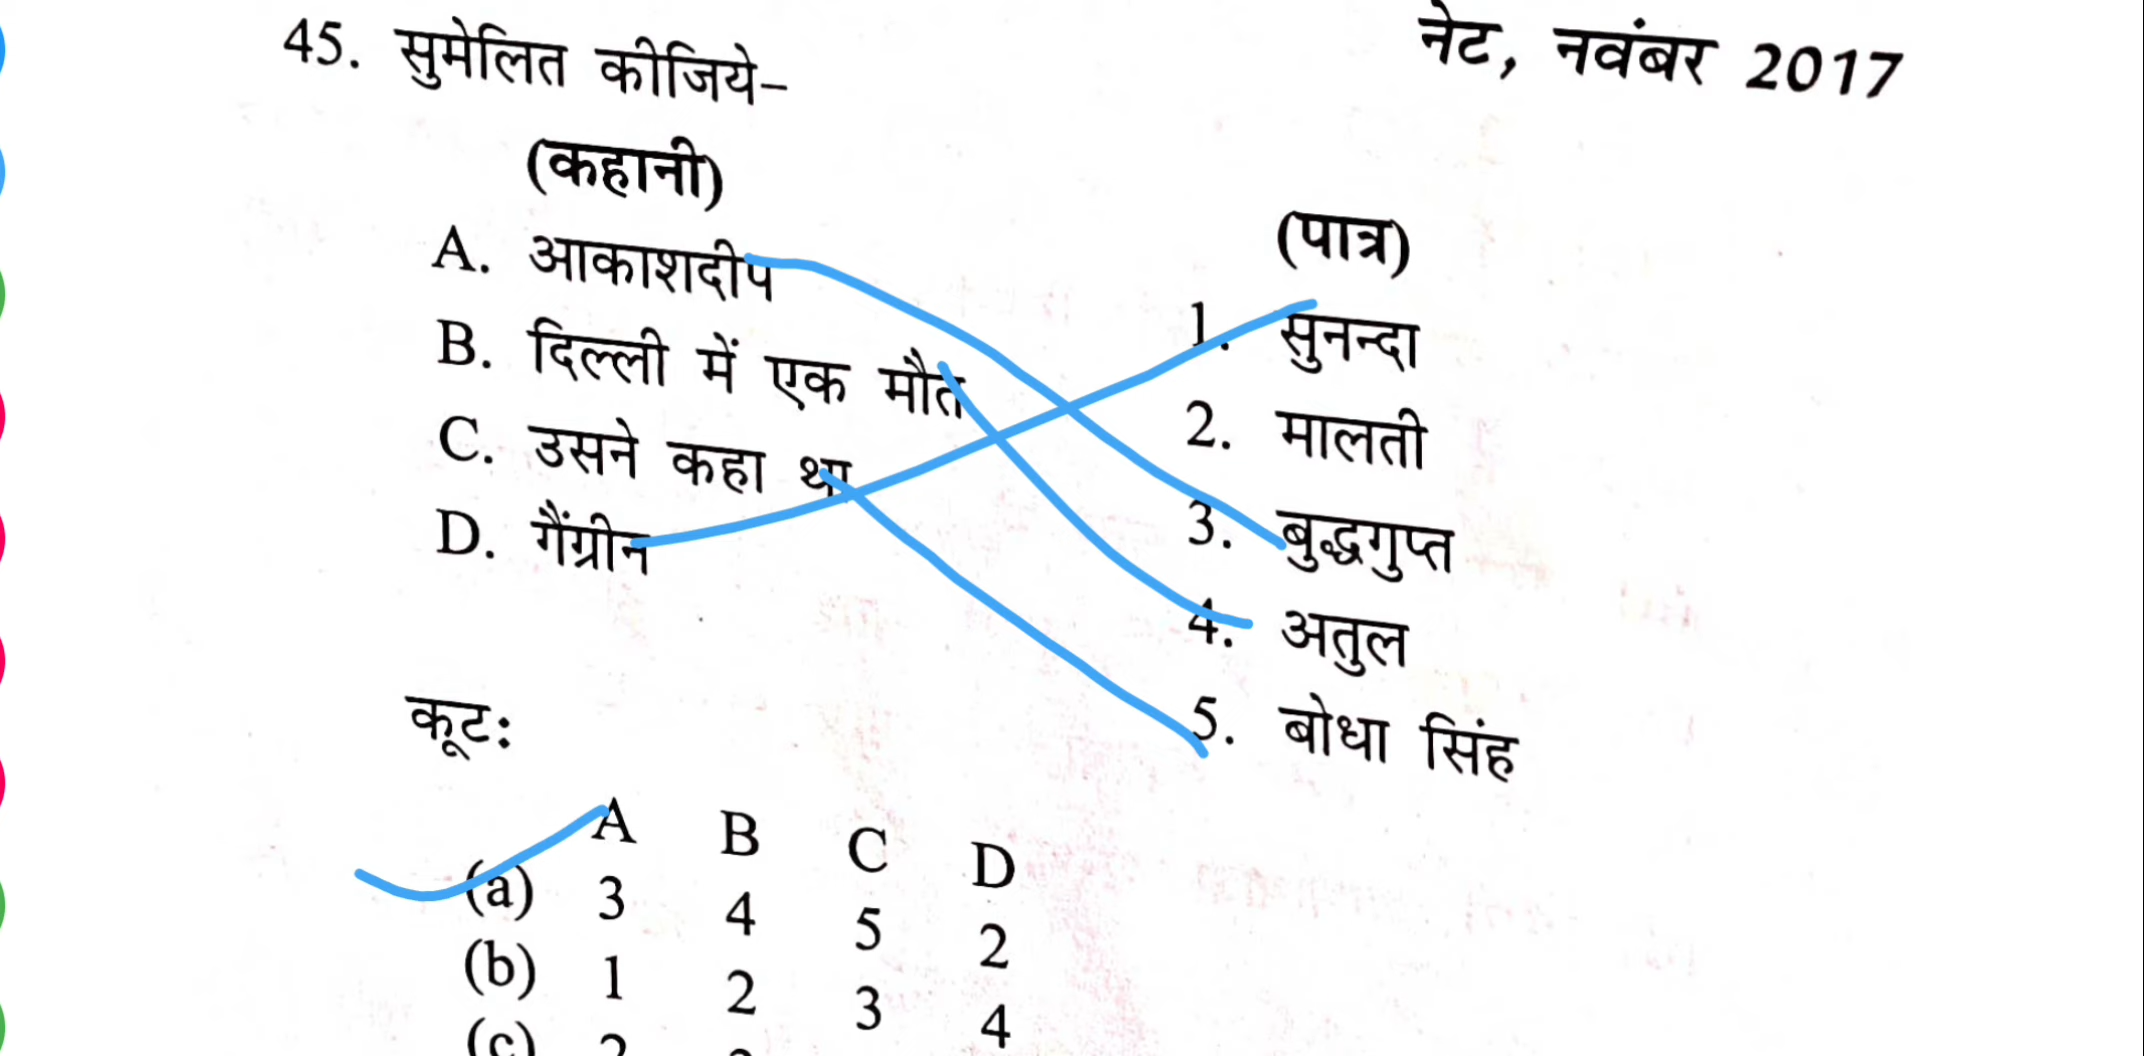 45. सुमेलित कीजिये– नेट, नवंबर 2017
(कहानी) (पात्र)
A. आकाशदीप 1. सुनन्दा
B. दिल्ली में एक मौत 2. मालती
C. उसने कहा था 3. बुद्धगुप्त
D. गैंग्रीन 4. अतुल
5. बोधा सिंह
कूटः
A B C D
(a) 3 4 5 2
(b) 1 2 3 4
(c) 2